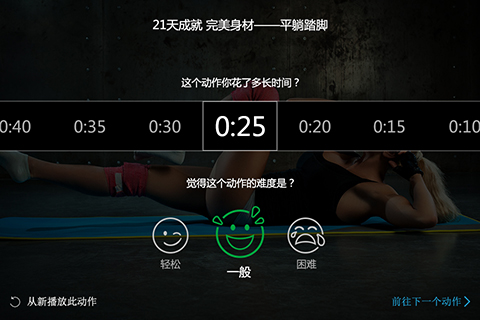 21天成就 完美身材——平躺踏脚
这个动作你花了多长时间？
0:40 0:35 0:30 0:25 0:20 0:15 0:10
觉得这个动作的难度是？
轻松 一般 困难
从新播放此动作 前往下一个动作